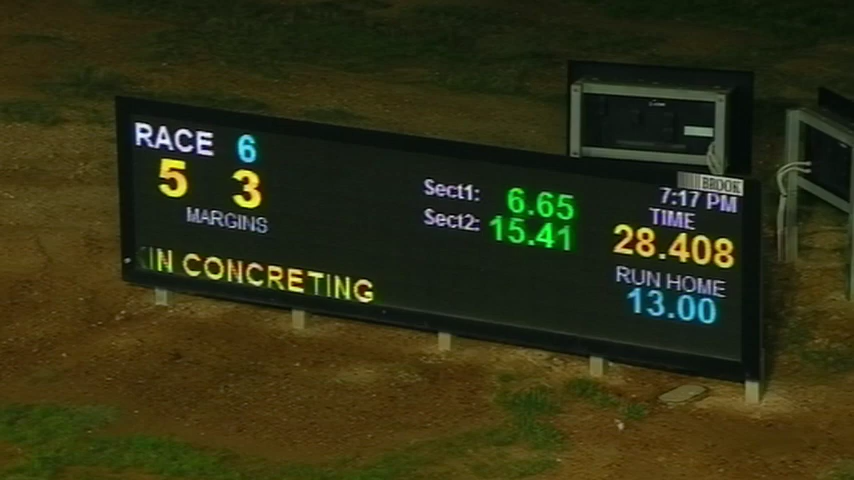 RACE 6
5 3
MARGINS
IN CONCRETING
Sect1: 6.65
Sect2: 15.41
BROOK
7:17 PM
TIME
28.408
RUN HOME
13.00